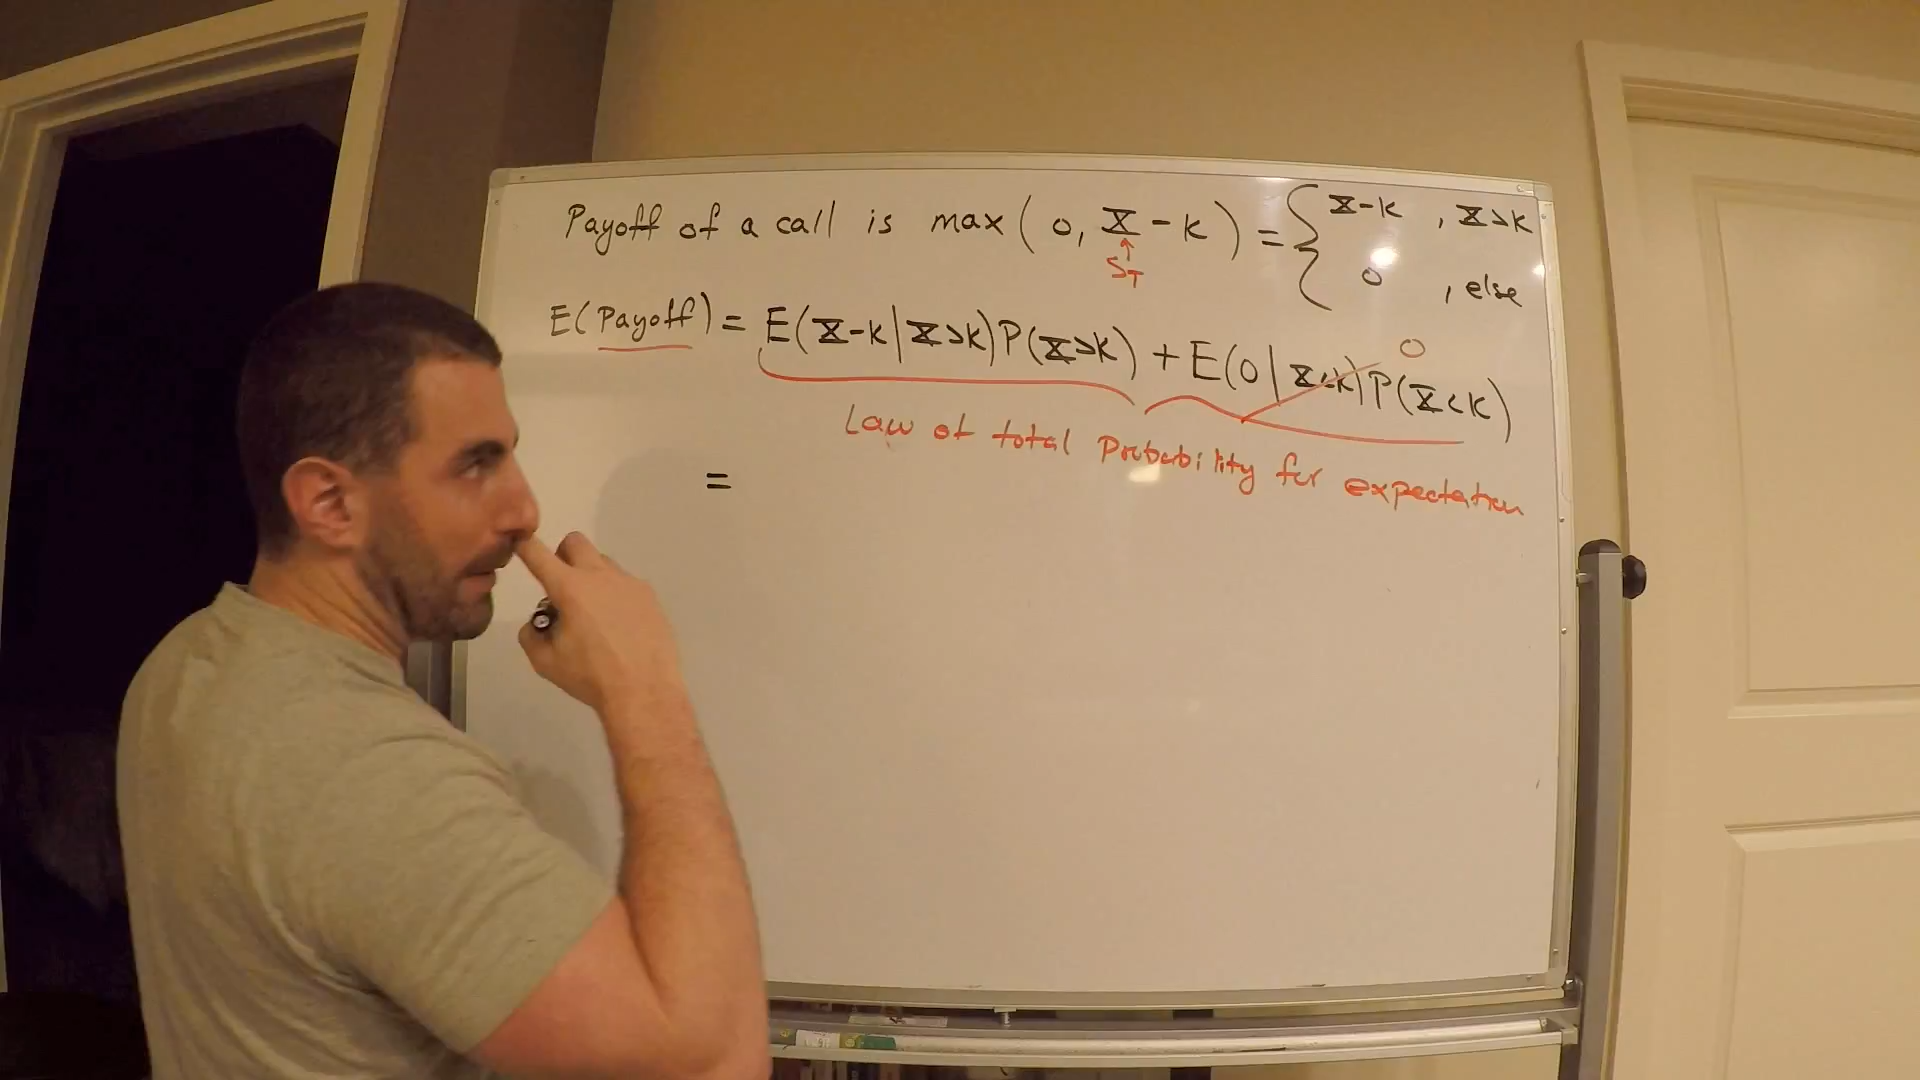 Payoff of a call is max( 0, X - K ) = { X-K , X>K
0 , else
S_T
E(Payoff) = E(X-K|X>K)P(X>K) + E(0|X<K)P(X<K)
0
Law of total Probability for expectation
=